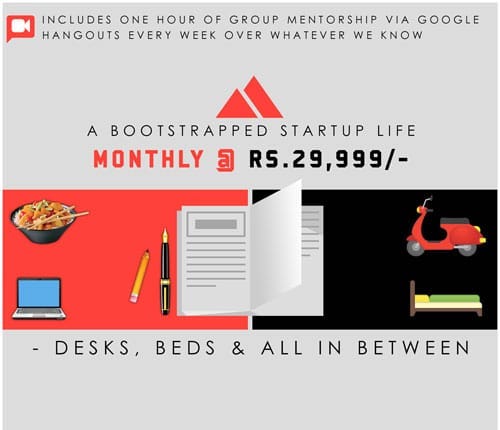 INCLUDES ONE HOUR OF GROUP MENTORSHIP VIA GOOGLE
HANGOUTS EVERY WEEK OVER WHATEVER WE KNOW
A BOOTSTRAPPED STARTUP LIFE
MONTHLY @ RS.29,999/-
- DESKS, BEDS & ALL IN BETWEEN